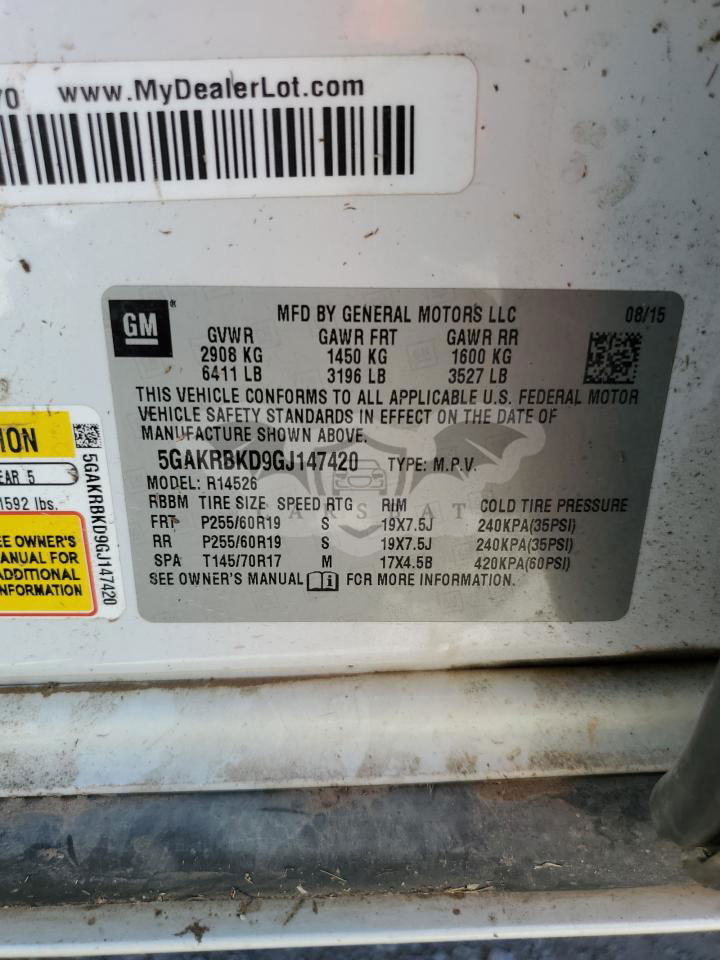 70 www.MyDealerLot.com
GM®
MFD BY GENERAL MOTORS LLC 08/15
GVWR GAWR FRT GAWR RR
2908 KG 1450 KG 1600 KG
6411 LB 3196 LB 3527 LB
THIS VEHICLE CONFORMS TO ALL APPLICABLE U.S. FEDERAL MOTOR
VEHICLE SAFETY STANDARDS IN EFFECT ON THE DATE OF
MANUFACTURE SHOWN ABOVE.
5GAKRBKD9GJ147420 TYPE: M.P.V.
MODEL: R14526
RBBM TIRE SIZE SPEED RTG RIM COLD TIRE PRESSURE
FRT P255/60R19 S 19X7.5J 240KPA(35PSI)
RR P255/60R19 S 19X7.5J 240KPA(35PSI)
SPA T145/70R17 M 17X4.5B 420KPA(60PSI)
SEE OWNER'S MANUAL FOR MORE INFORMATION.
CARSBAT
5
1592 lbs.
SEE OWNER'S
MANUAL FOR
ADDITIONAL
INFORMATION
5GAKRBKD9GJ147420